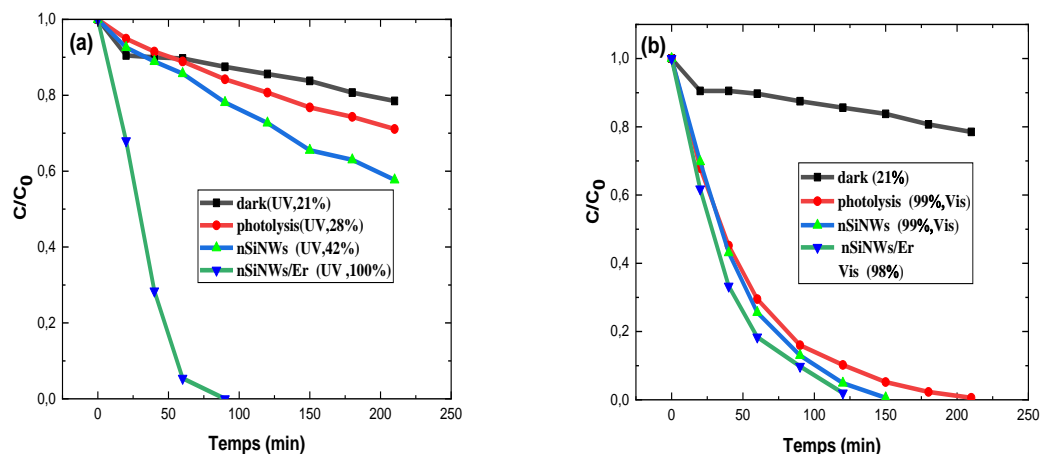 (a)
C/C0
1,0
0,8
0,6
0,4
0,2
0,0
dark(UV,21%)
photolysis(UV,28%)
nSiNWs (UV,42%)
nSiNWs/Er (UV ,100%)
0 50 100 150 200 250
Temps (min)
(b)
C/C0
1,0
0,8
0,6
0,4
0,2
0,0
dark (21%)
photolysis (99%,Vis)
nSiNWs (99%,Vis)
nSiNWs/Er
Vis (98%)
0 50 100 150 200 250
Temps (min)